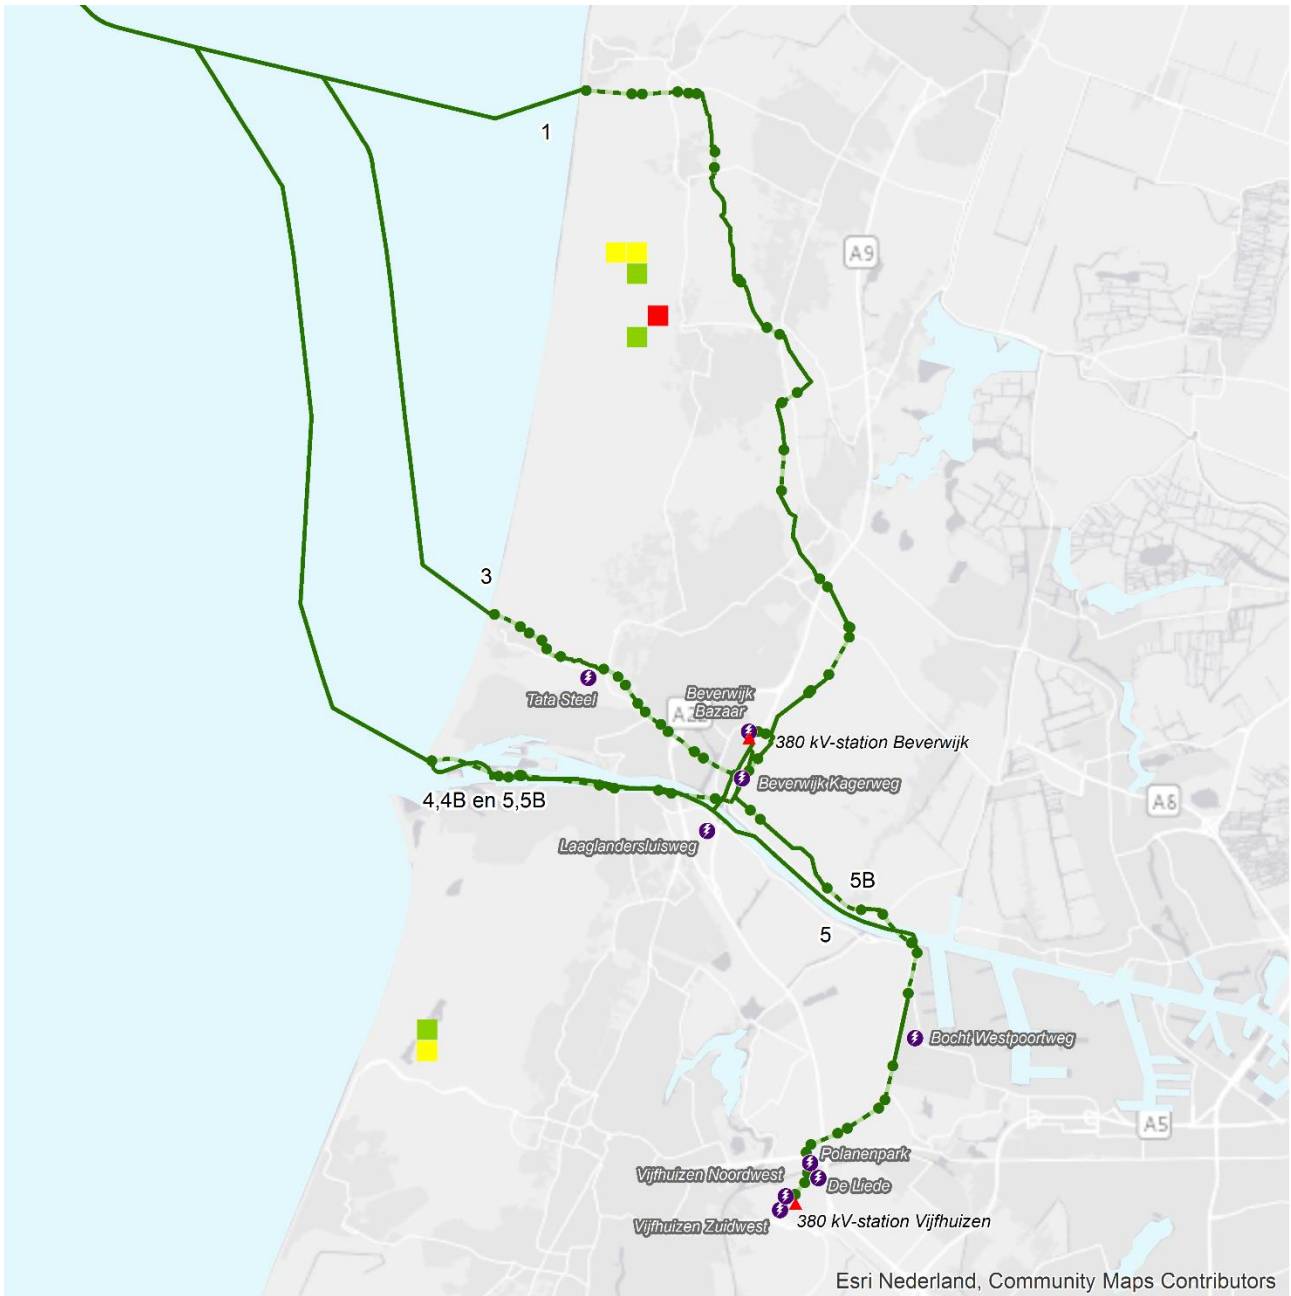 1
A9
3
Tata Steel
Beverwijk
Bazaar
A22
380 kV-station Beverwijk
Beverwijk Kagerweg
4,4B en 5,5B
A8
Laaglandersluisweg
5B
5
Bocht Westpoortweg
A5
Polanenpark
Vijfhuizen Noordwest
De Liede
Vijfhuizen Zuidwest
380 kV-station Vijfhuizen
Esri Nederland, Community Maps Contributors